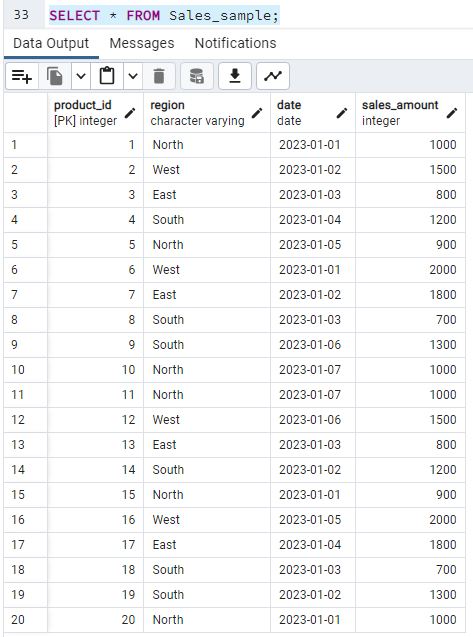 33 SELECT * FROM Sales_sample;
Data Output Messages Notifications
product_id region date sales_amount
[PK] integer character varying date integer
1 1 North 2023-01-01 1000
2 2 West 2023-01-02 1500
3 3 East 2023-01-03 800
4 4 South 2023-01-04 1200
5 5 North 2023-01-05 900
6 6 West 2023-01-01 2000
7 7 East 2023-01-02 1800
8 8 South 2023-01-03 700
9 9 South 2023-01-06 1300
10 10 North 2023-01-07 1000
11 11 North 2023-01-07 1000
12 12 West 2023-01-06 1500
13 13 East 2023-01-03 800
14 14 South 2023-01-02 1200
15 15 North 2023-01-01 900
16 16 West 2023-01-05 2000
17 17 East 2023-01-04 1800
18 18 South 2023-01-03 700
19 19 South 2023-01-02 1300
20 20 North 2023-01-01 1000